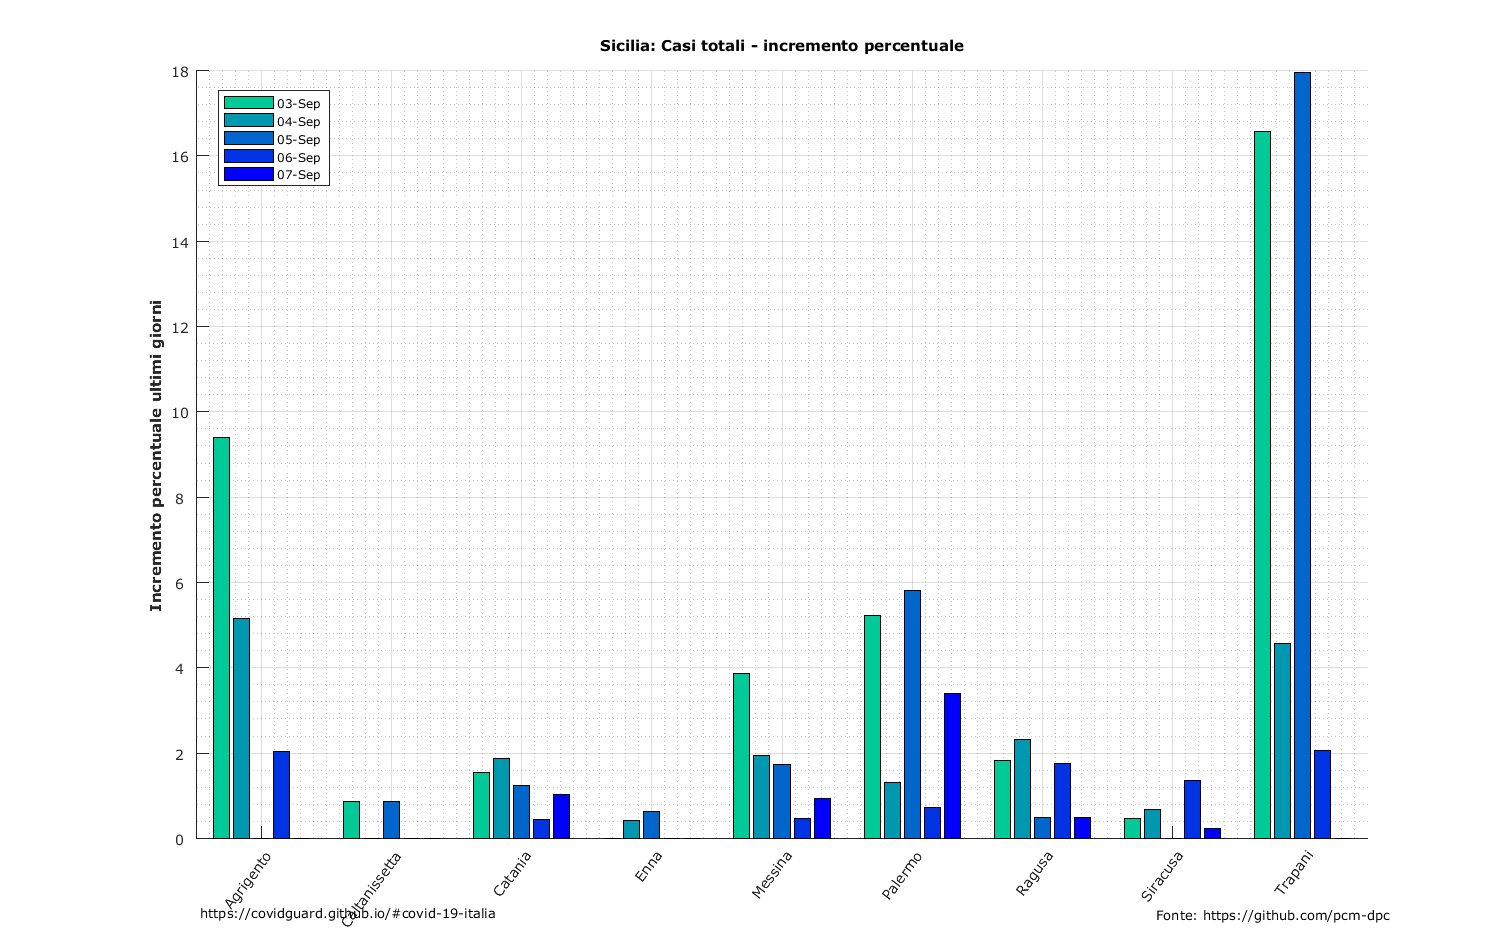 Sicilia: Casi totali - incremento percentuale
Incremento percentuale ultimi giorni
18
16
14
12
10
8
6
4
2
0
03-Sep
04-Sep
05-Sep
06-Sep
07-Sep
Agrigento
Caltanissetta
Catania
Enna
Messina
Palermo
Ragusa
Siracusa
Trapani
https://covidguard.github.io/#covid-19-italia
Fonte: https://github.com/pcm-dpc